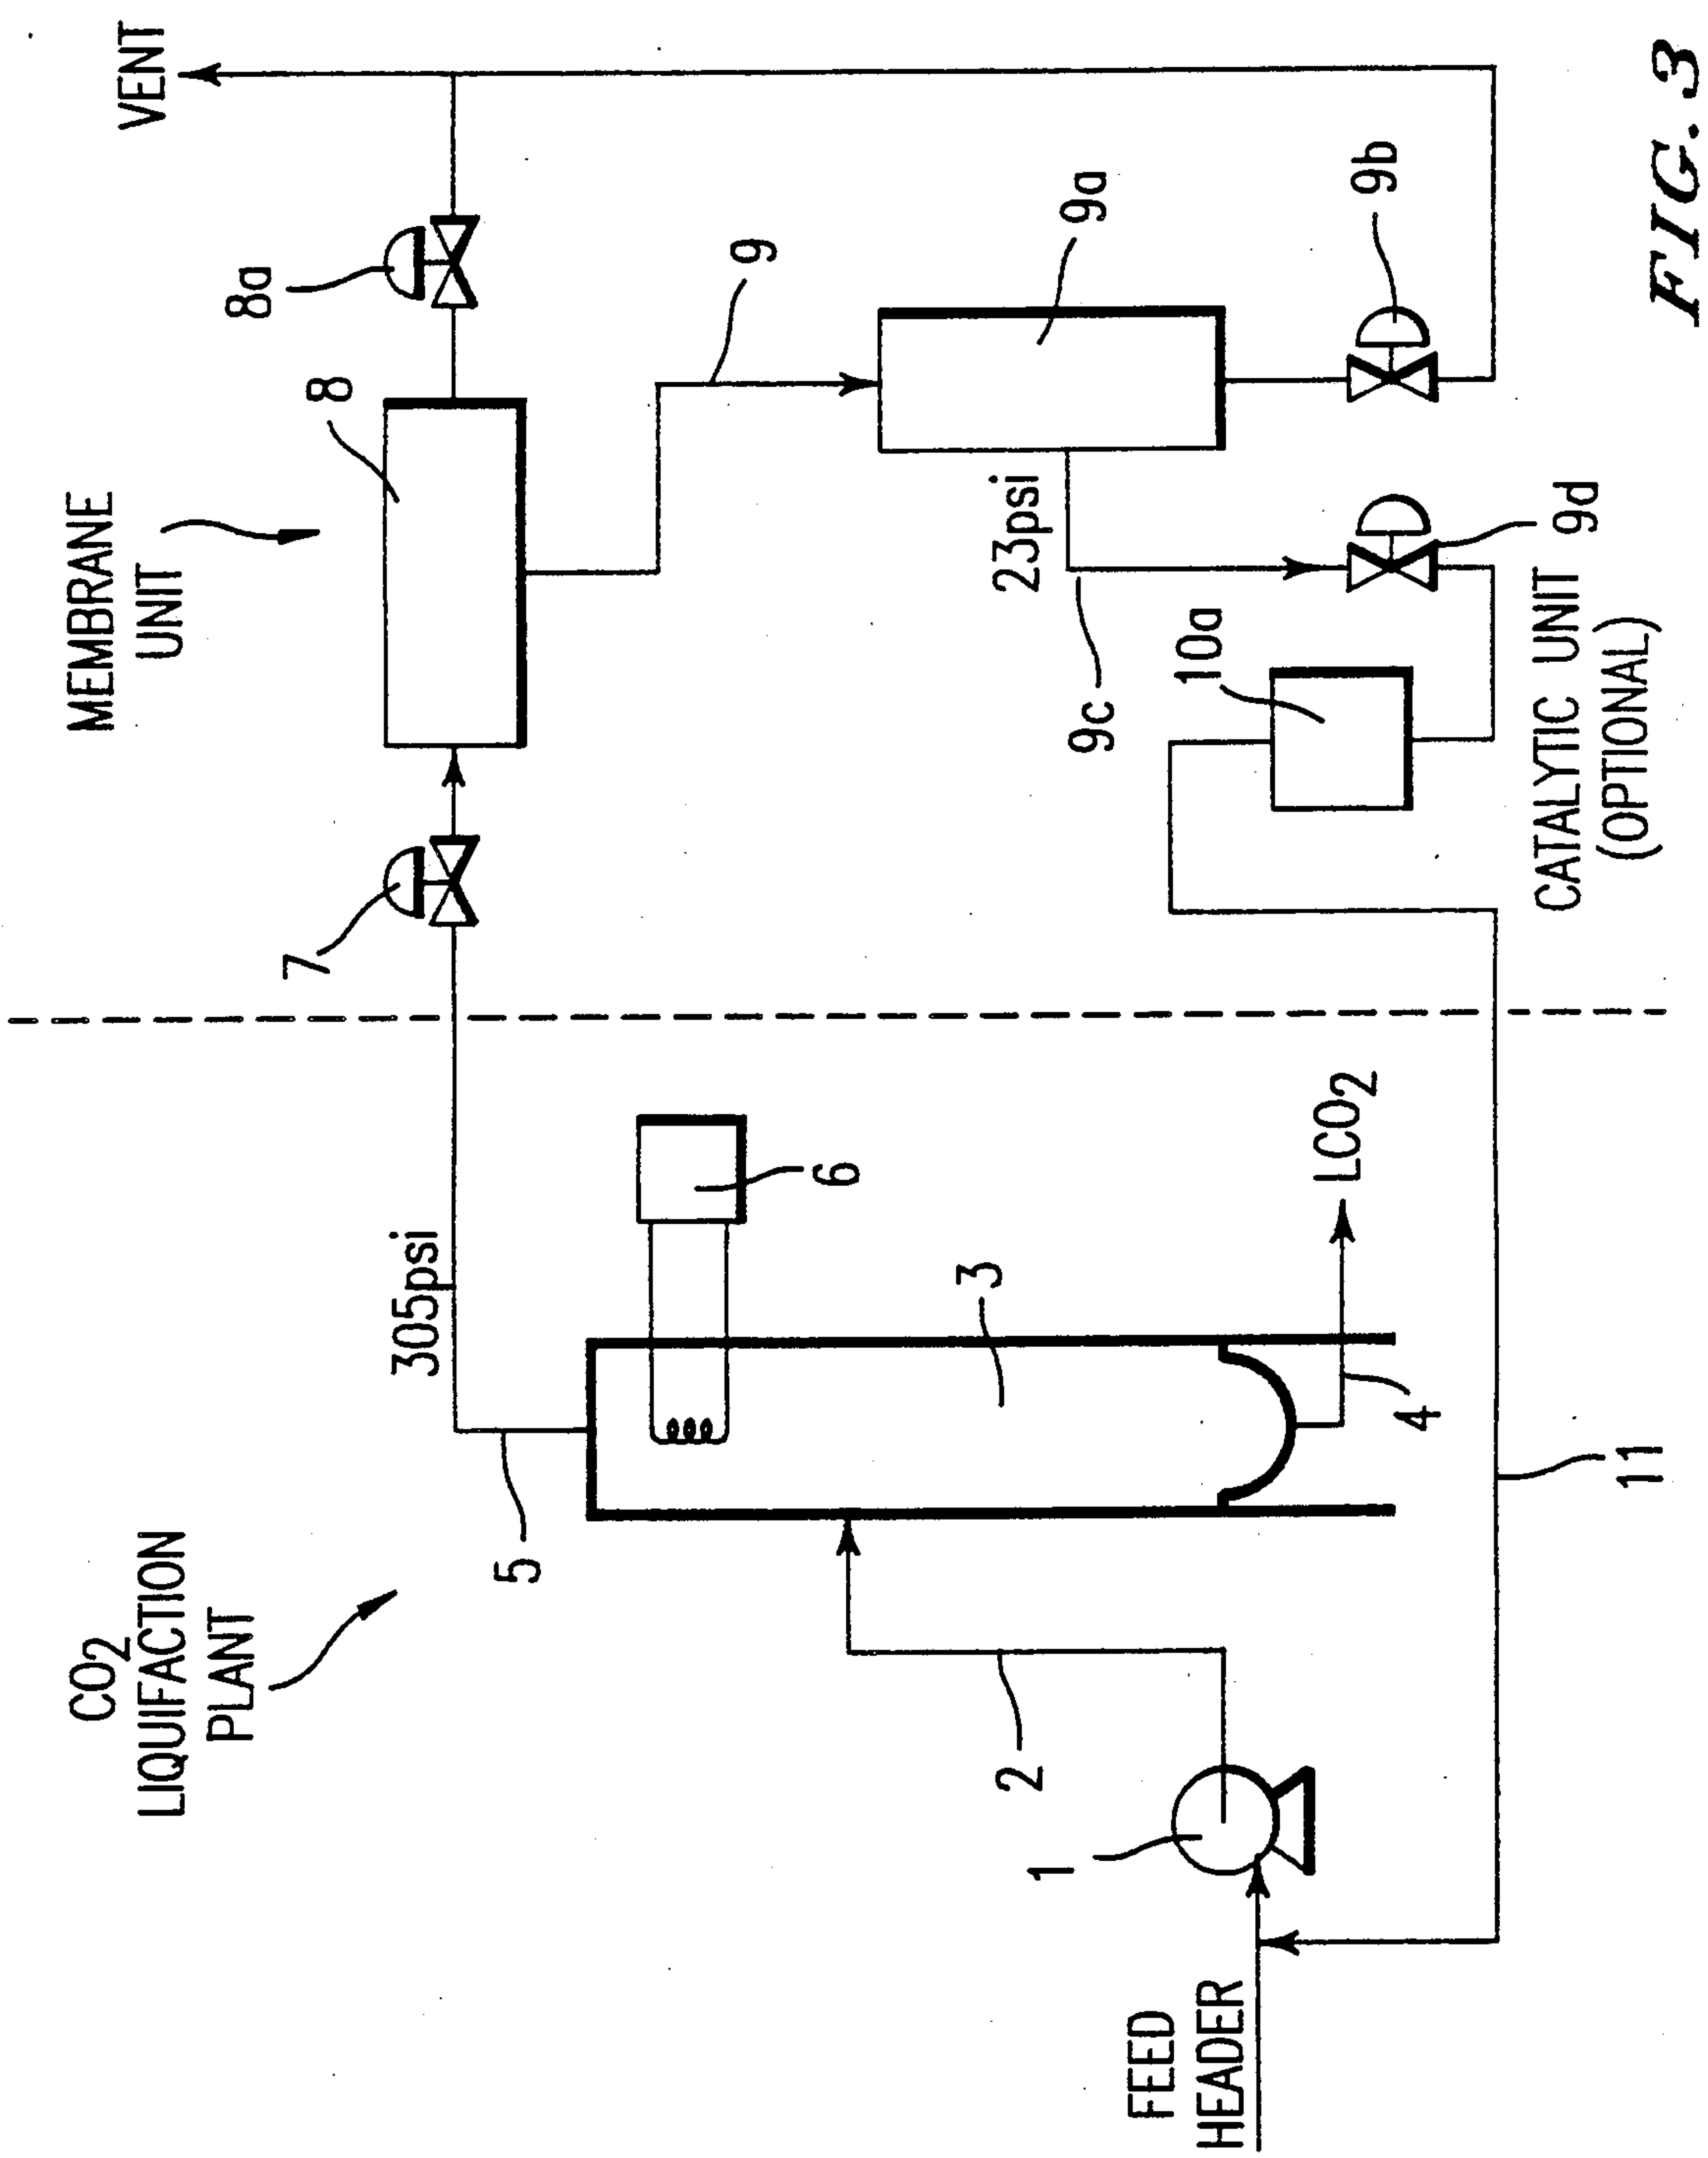 CO2
LIQUIFACTION
PLANT
MEMBRANE
UNIT
VENT
7
8
8a
305psi
5
6
9
3
23psi
9a
2
9c
1
10a
FEED
HEADER
LCO2
4
9b
CATALYTIC UNIT
(OPTIONAL)
9d
11
FIG. 3